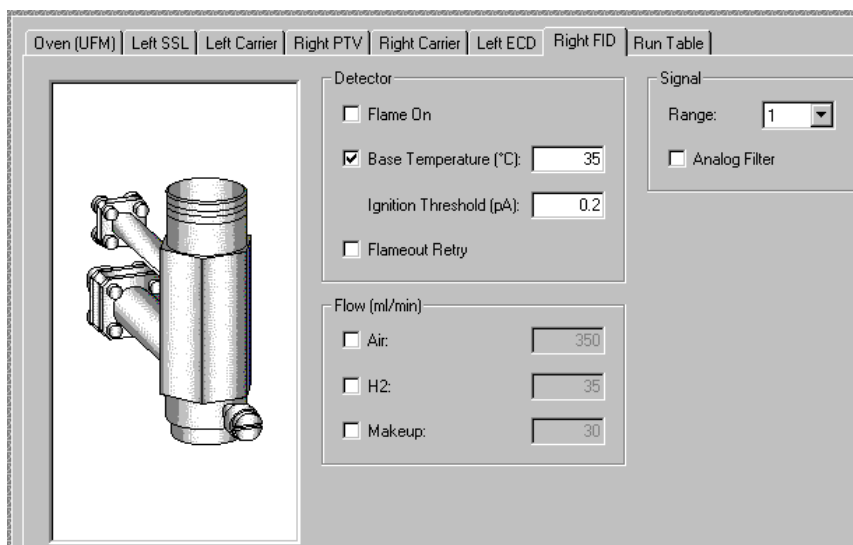 Oven (UFM) Left SSL Left Carrier Right PTV Right Carrier Left ECD Right FID Run Table
Detector
Flame On
Base Temperature (°C): 35
Ignition Threshold (pA): 0.2
Flameout Retry
Flow (ml/min)
Air: 350
H2: 35
Makeup: 30
Signal
Range: 1
Analog Filter